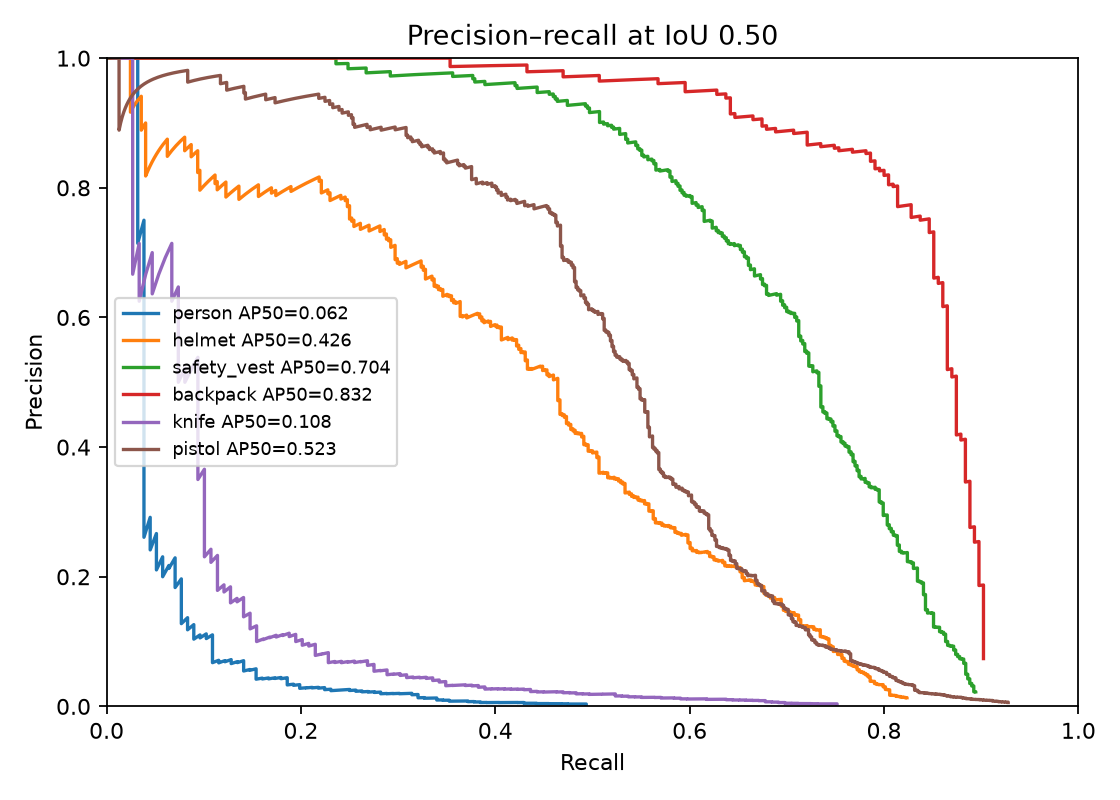 Precision–recall at IoU 0.50
Precision
1.0
0.8
0.6
0.4
0.2
0.0
person AP50=0.062
helmet AP50=0.426
safety_vest AP50=0.704
backpack AP50=0.832
knife AP50=0.108
pistol AP50=0.523
0.0 0.2 0.4 0.6 0.8 1.0
Recall